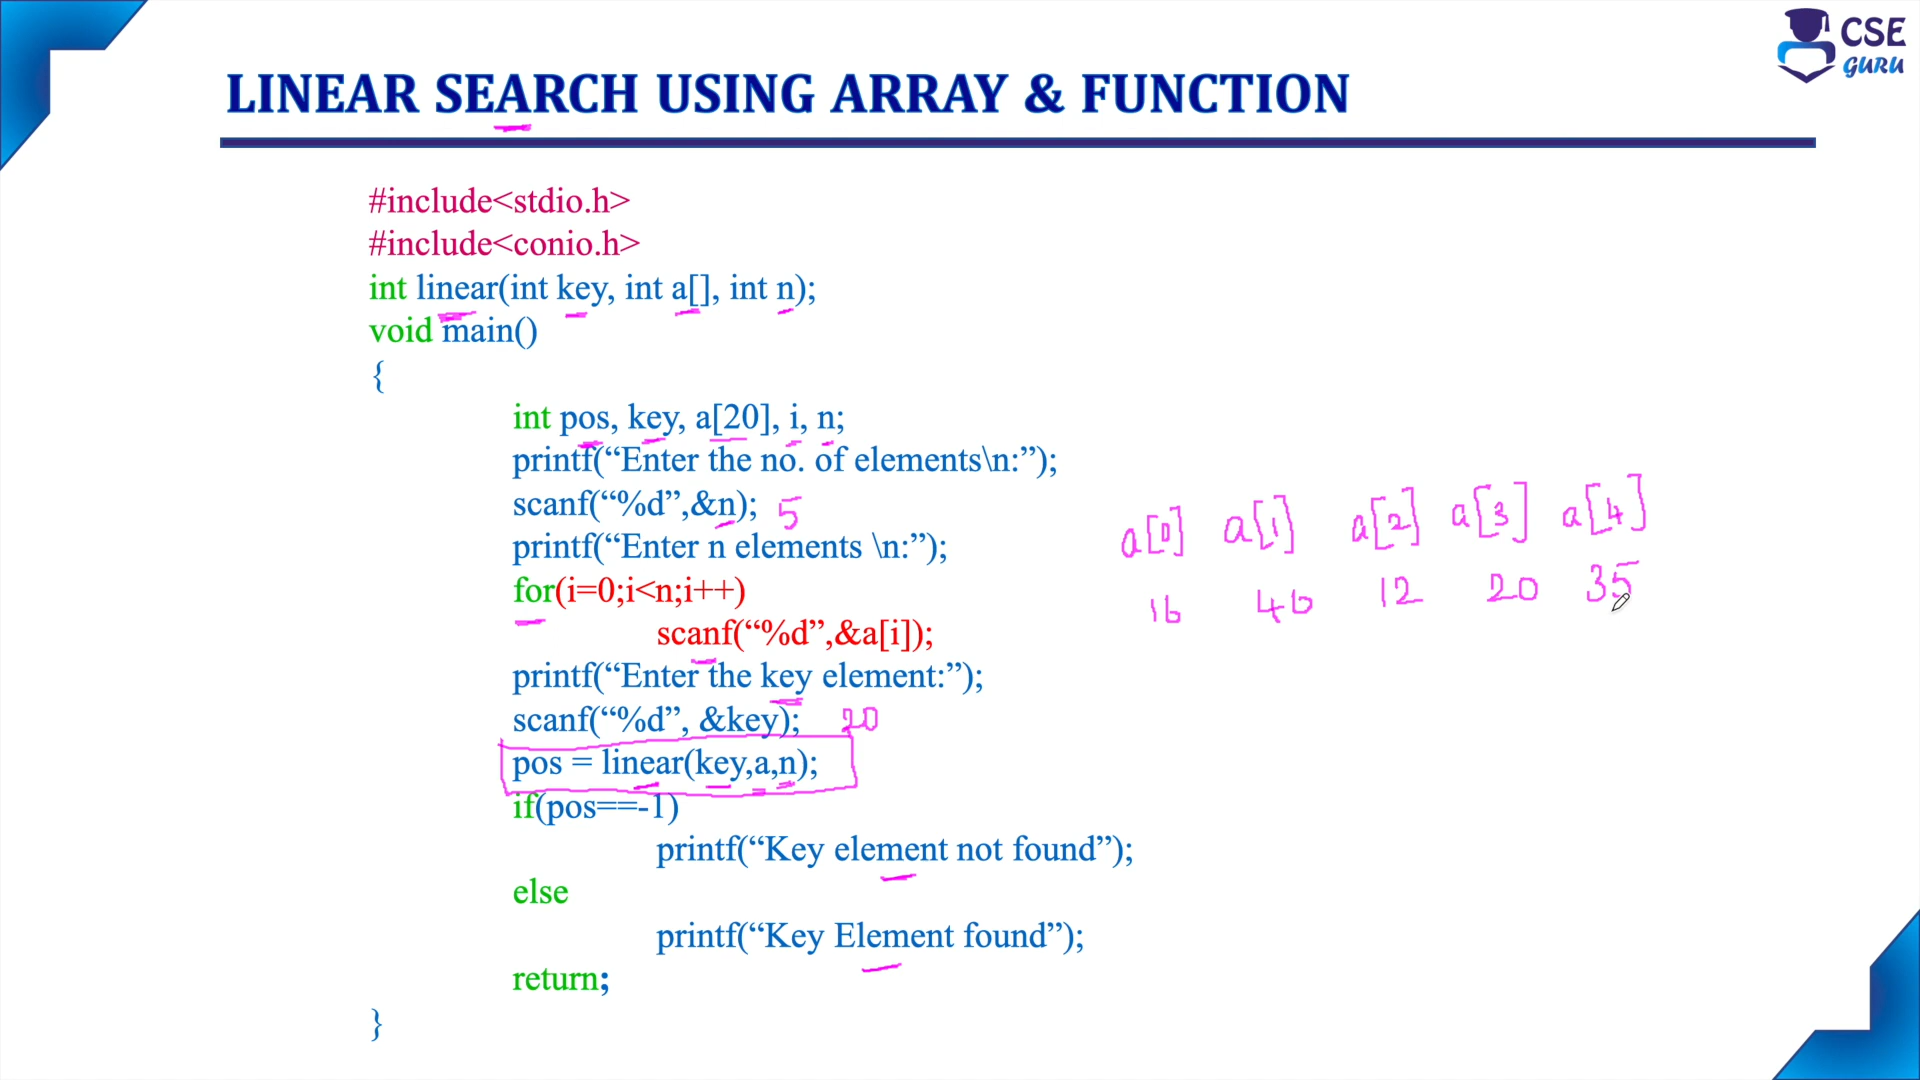 CSE
GURU
LINEAR SEARCH USING ARRAY & FUNCTION
#include<stdio.h>
#include<conio.h>
int linear(int key, int a[], int n);
void main()
{
int pos, key, a[20], i, n;
printf(“Enter the no. of elements\n:”);
scanf(“%d”,&n); 5
printf(“Enter n elements \n:”);
for(i=0;i<n;i++)
scanf(“%d”,&a[i]);
printf(“Enter the key element:”);
scanf(“%d”, &key); 20
pos = linear(key,a,n);
if(pos==-1)
printf(“Key element not found”);
else
printf(“Key Element found”);
return;
}
a[0] a[1] a[2] a[3] a[4]
12 20 35